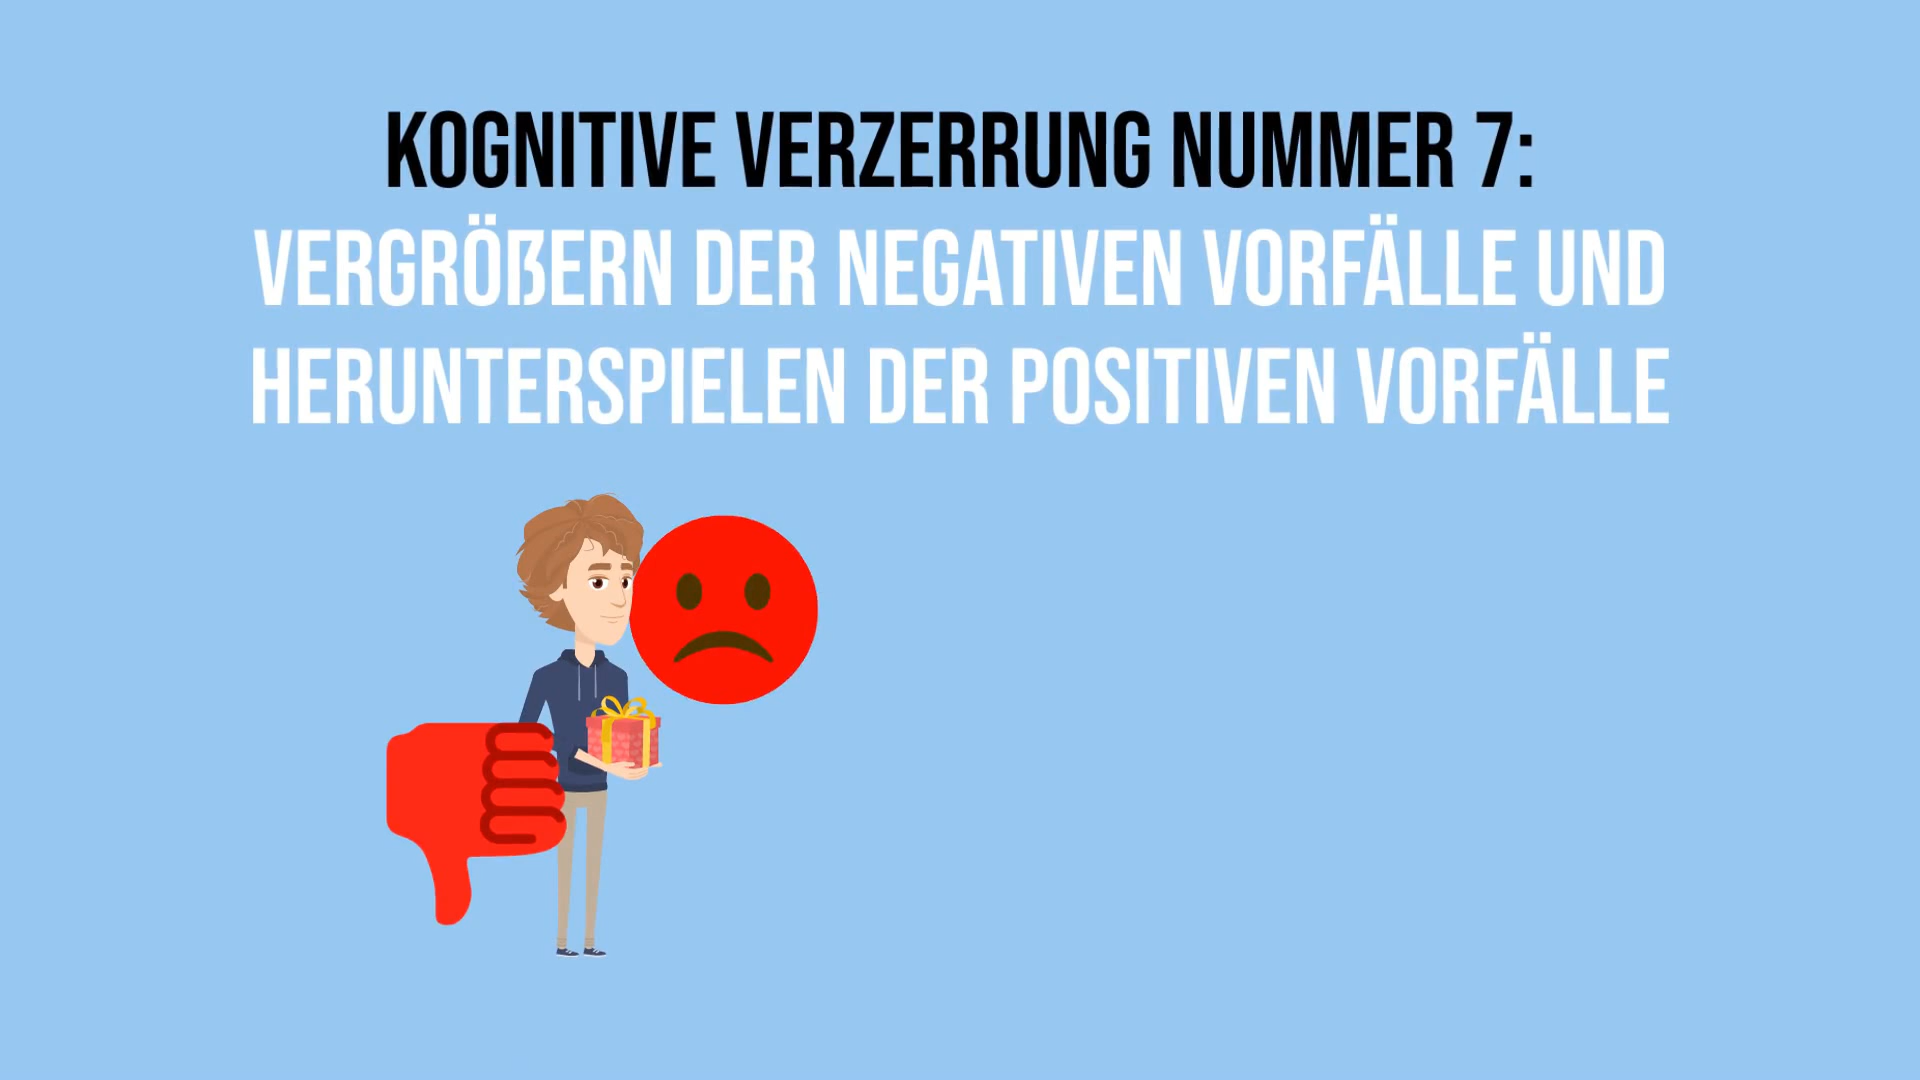 KOGNITIVE VERZERRUNG NUMMER 7:
VERGRÖßERN DER NEGATIVEN VORFÄLLE UND
HERUNTERSPIELEN DER POSITIVEN VORFÄLLE